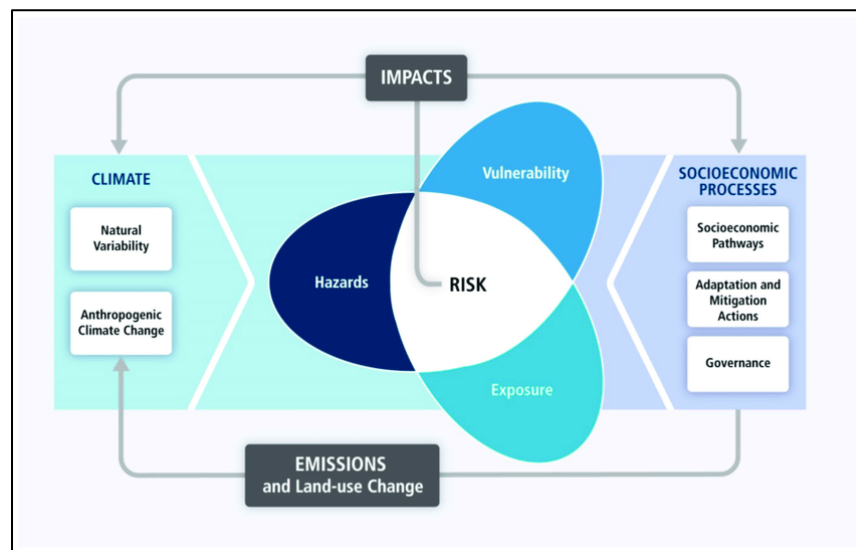 IMPACTS
CLIMATE
Natural
Variability
Anthropogenic
Climate Change
Vulnerability
Hazards
RISK
Exposure
SOCIOECONOMIC
PROCESSES
Socioeconomic
Pathways
Adaptation and
Mitigation
Actions
Governance
EMISSIONS
and Land-use Change